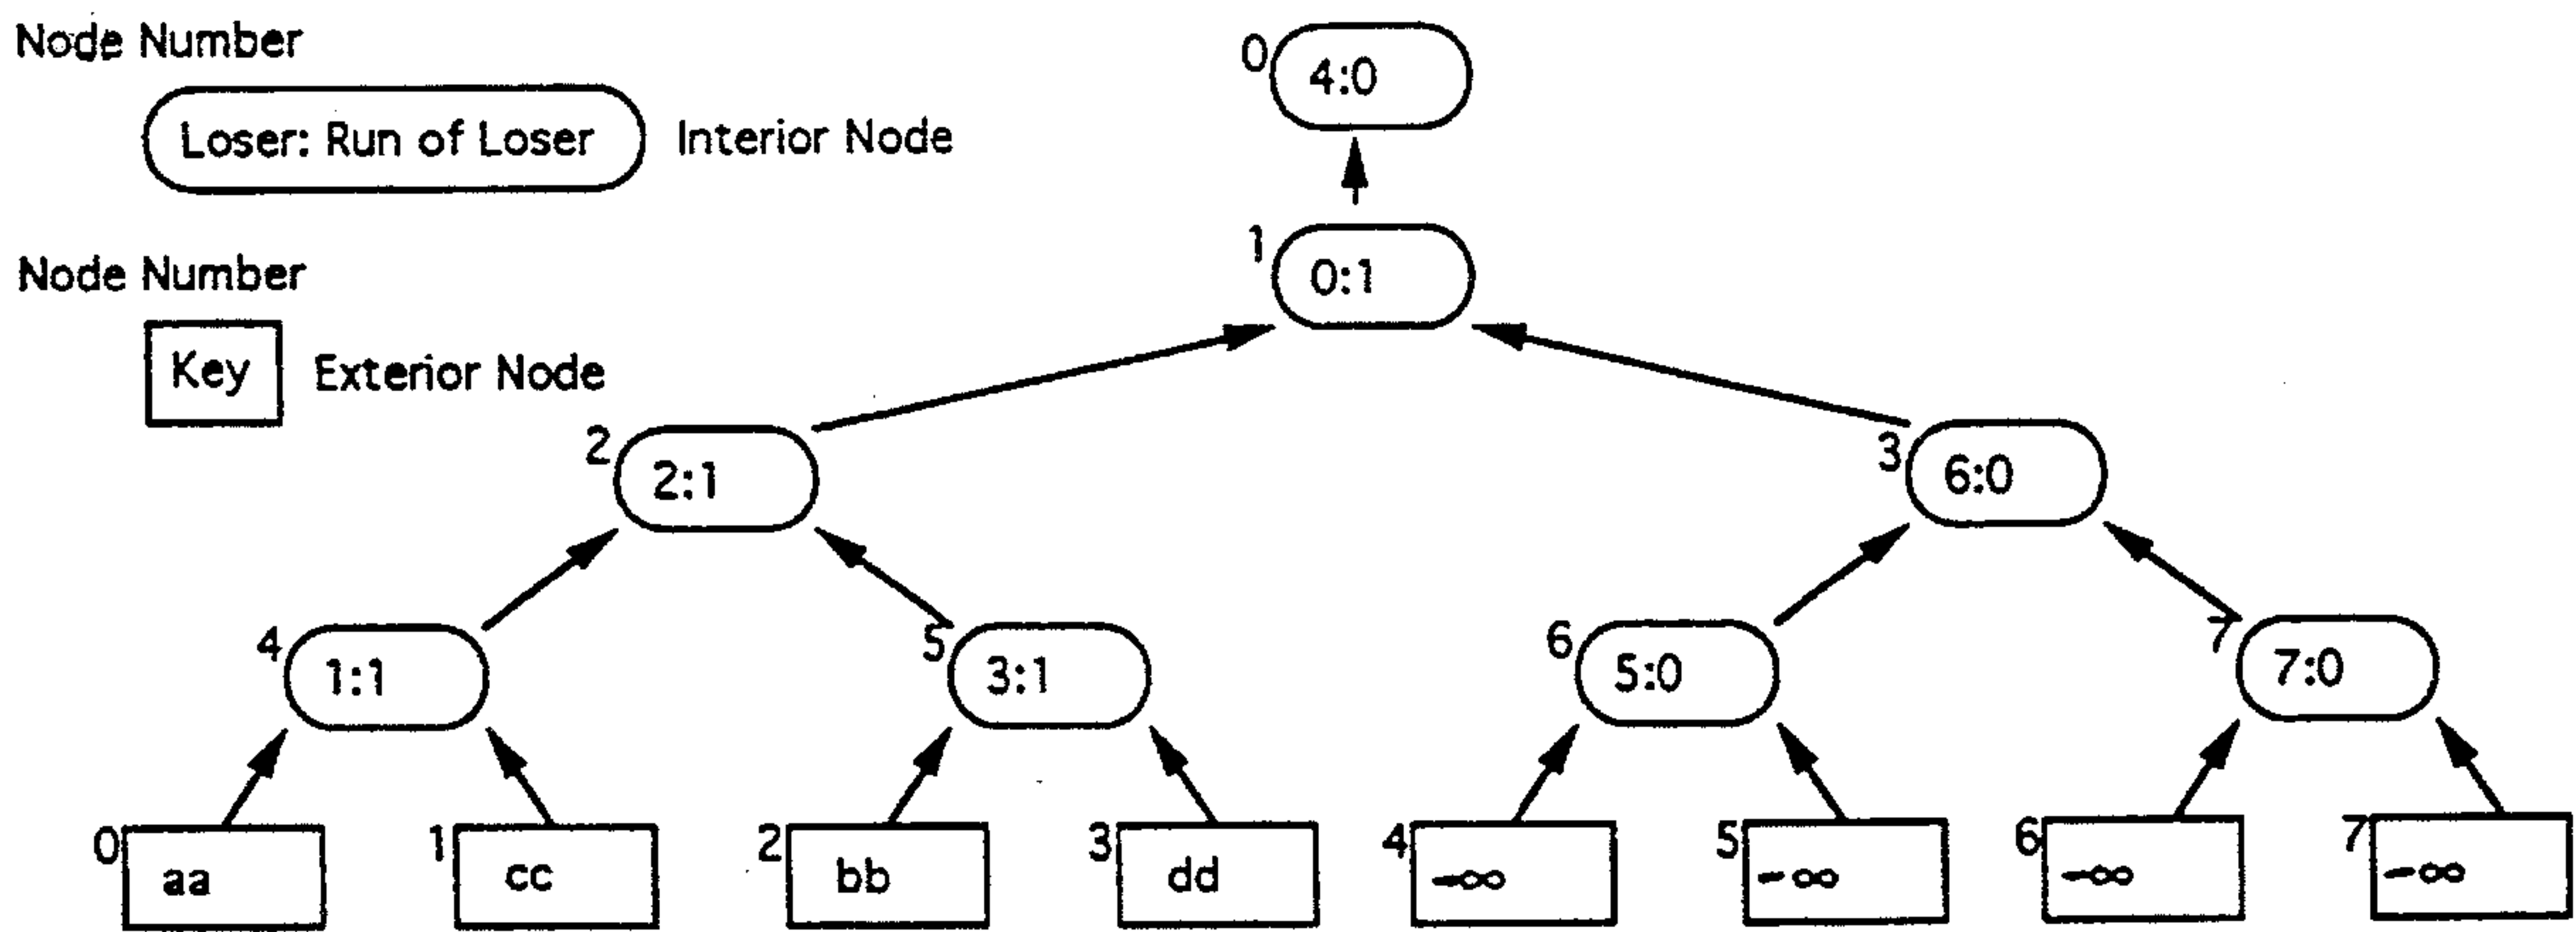 Node Number
Loser: Run of Loser
Interior Node
Node Number
Key
Exterior Node
0
4:0
1
0:1
2
2:1
3
6:0
4
1:1
5
3:1
6
5:0
7
7:0
0
aa
1
cc
2
bb
3
dd
4
-∞
5
-∞
6
-∞
7
-∞